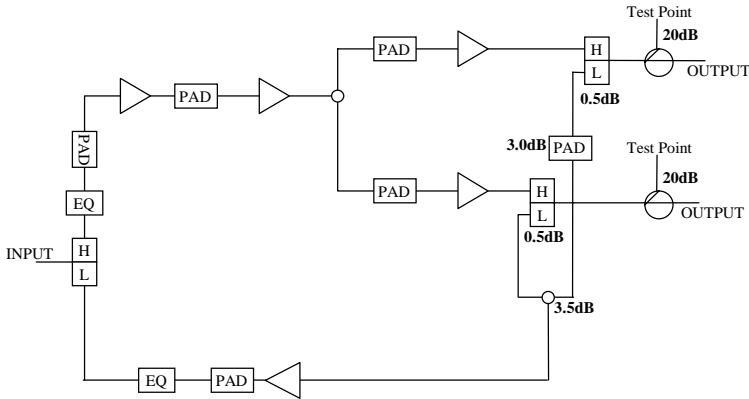 Test Point
20dB
PAD
H
L
OUTPUT
0.5dB
PAD
PAD
3.0dB
PAD
Test Point
20dB
EQ
PAD
H
L
OUTPUT
0.5dB
INPUT
H
L
3.5dB
EQ
PAD